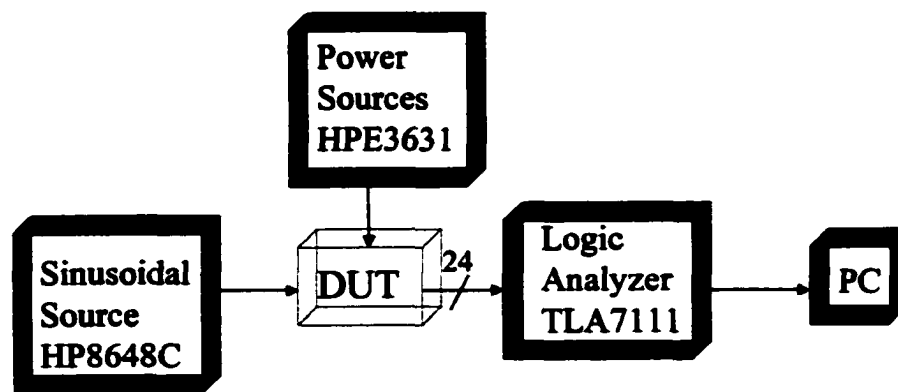 Power
Sources
HPE3631
Sinusoidal
Source
HP8648C
DUT
24
Logic
Analyzer
TLA7111
PC